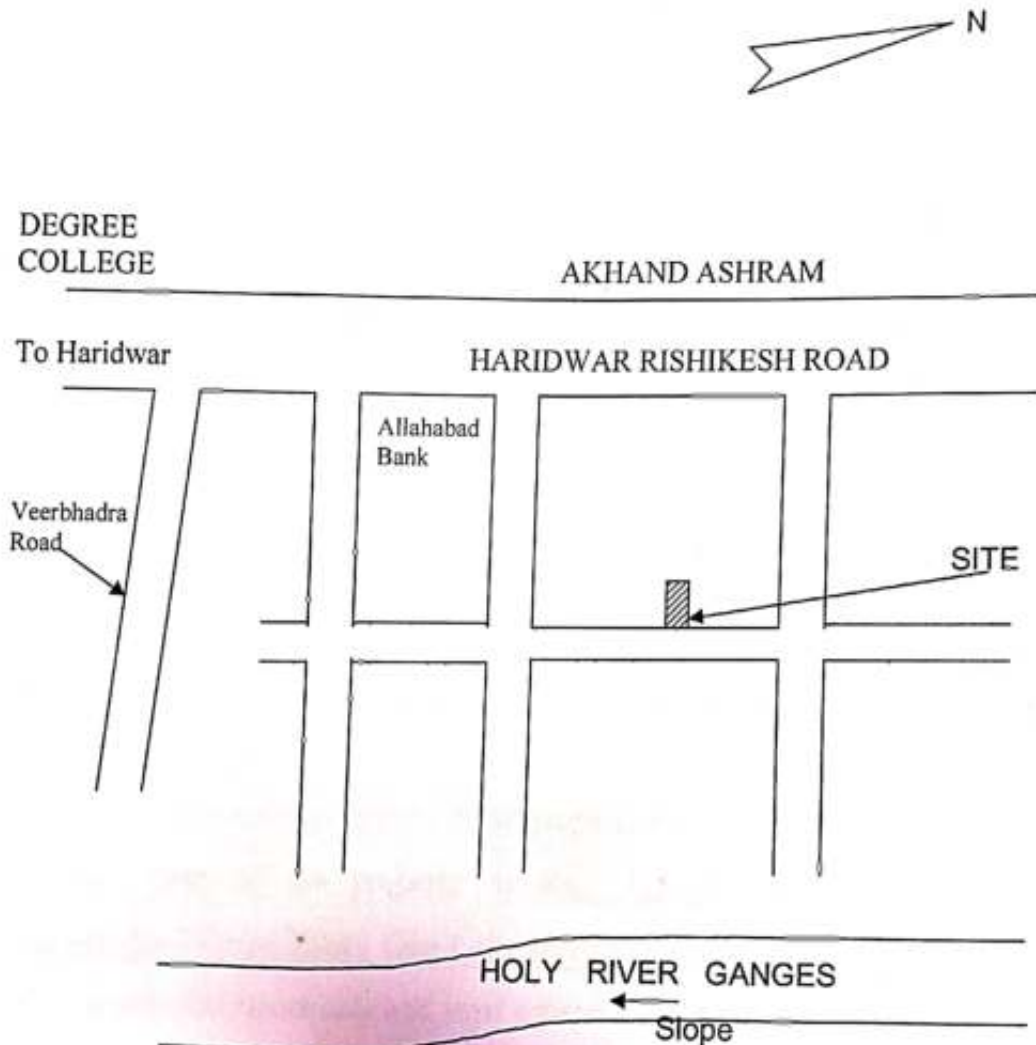 N
DEGREE
COLLEGE
AKHAND ASHRAM
To Haridwar
HARIDWAR RISHIKESH ROAD
Allahabad
Bank
Veerbhadra
Road
SITE
HOLY RIVER GANGES
Slope